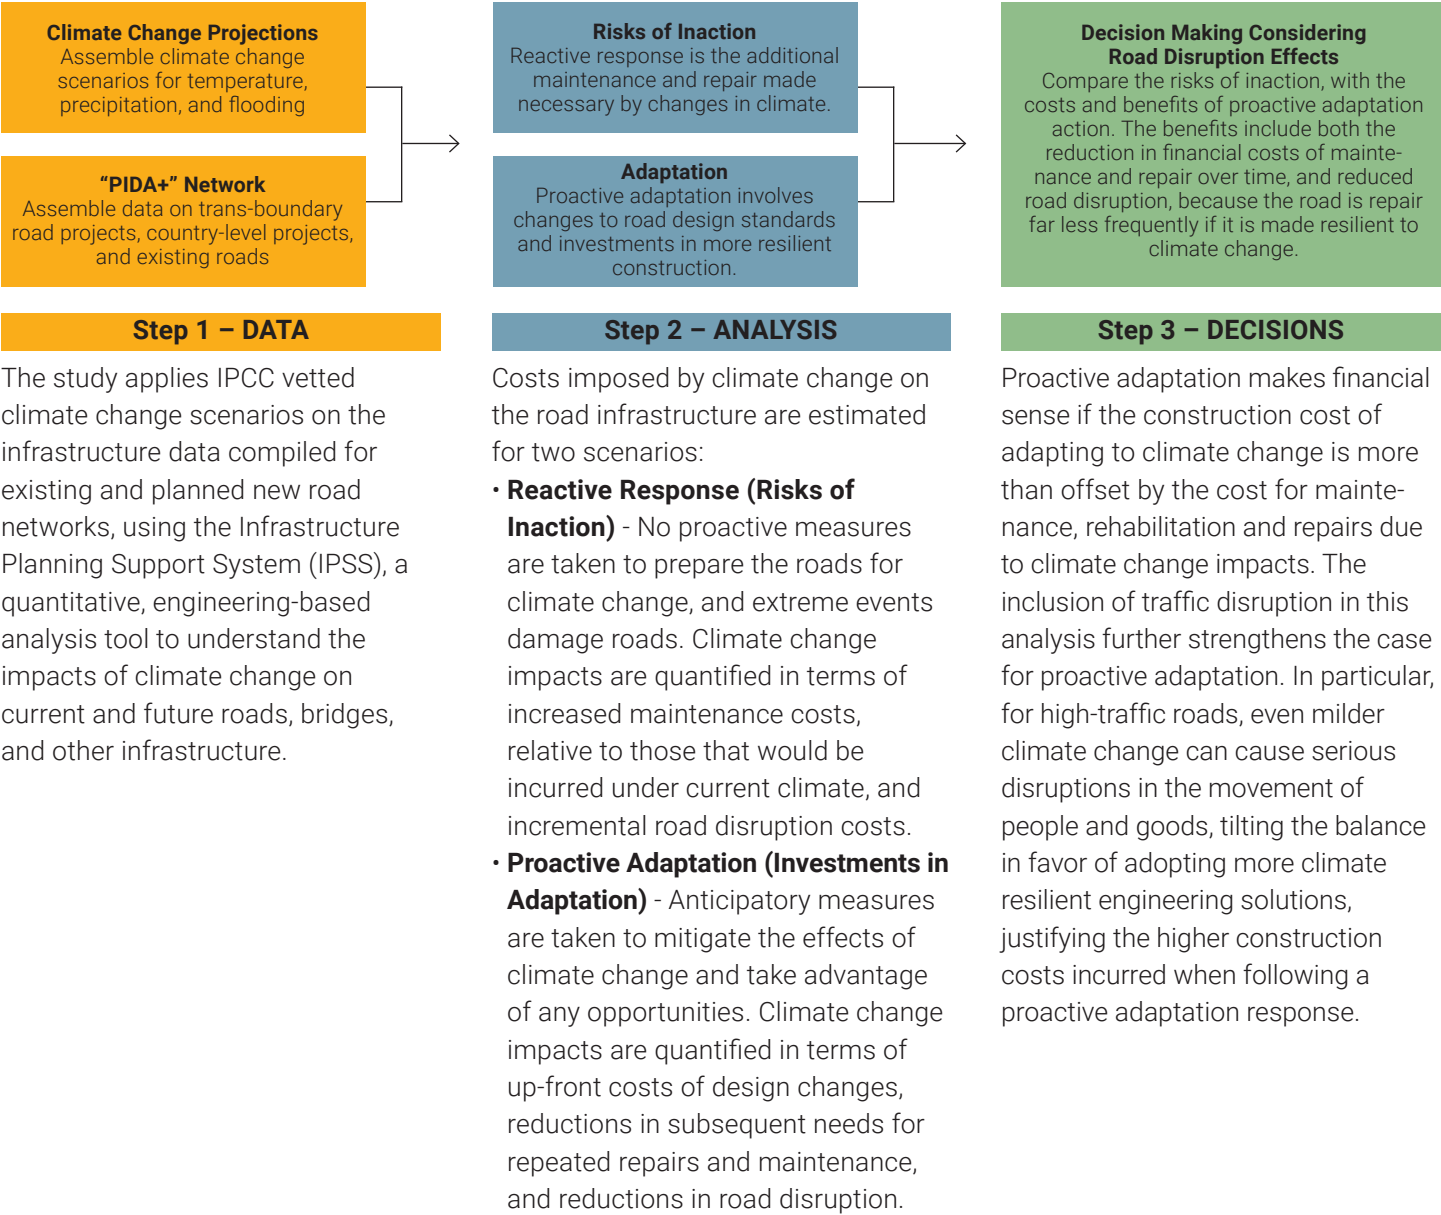 Climate Change Projections
Assemble climate change
scenarios for temperature,
precipitation, and flooding
“PIDA+” Network
Assemble data on trans-boundary
road projects, country-level projects,
and existing roads
Risks of Inaction
Reactive response is the additional
maintenance and repair made
necessary by changes in climate.
Adaptation
Proactive adaptation involves
changes to road design standards
and investments in more resilient
construction.
Decision Making Considering
Road Disruption Effects
Compare the risks of inaction, with the
costs and benefits of proactive adaptation
action. The benefits include both the
reduction in financial costs of mainte-
nance and repair over time, and reduced
road disruption, because the road is repair
far less frequently if it is made resilient to
climate change.
Step 1 – DATA
The study applies IPCC vetted
climate change scenarios on the
infrastructure data compiled for
existing and planned new road
networks, using the Infrastructure
Planning Support System (IPSS), a
quantitative, engineering-based
analysis tool to understand the
impacts of climate change on
current and future roads, bridges,
and other infrastructure.
Step 2 – ANALYSIS
Costs imposed by climate change on
the road infrastructure are estimated
for two scenarios:
• Reactive Response (Risks of
Inaction) - No proactive measures
are taken to prepare the roads for
climate change, and extreme events
damage roads. Climate change
impacts are quantified in terms of
increased maintenance costs,
relative to those that would be
incurred under current climate, and
incremental road disruption costs.
• Proactive Adaptation (Investments in
Adaptation) - Anticipatory measures
are taken to mitigate the effects of
climate change and take advantage
of any opportunities. Climate change
impacts are quantified in terms of
up-front costs of design changes,
reductions in subsequent needs for
repeated repairs and maintenance,
and reductions in road disruption.
Step 3 – DECISIONS
Proactive adaptation makes financial
sense if the construction cost of
adapting to climate change is more
than offset by the cost for mainte-
nance, rehabilitation and repairs due
to climate change impacts. The
inclusion of traffic disruption in this
analysis further strengthens the case
for proactive adaptation. In particular,
for high-traffic roads, even milder
climate change can cause serious
disruptions in the movement of
people and goods, tilting the balance
in favor of adopting more climate
resilient engineering solutions,
justifying the higher construction
costs incurred when following a
proactive adaptation response.